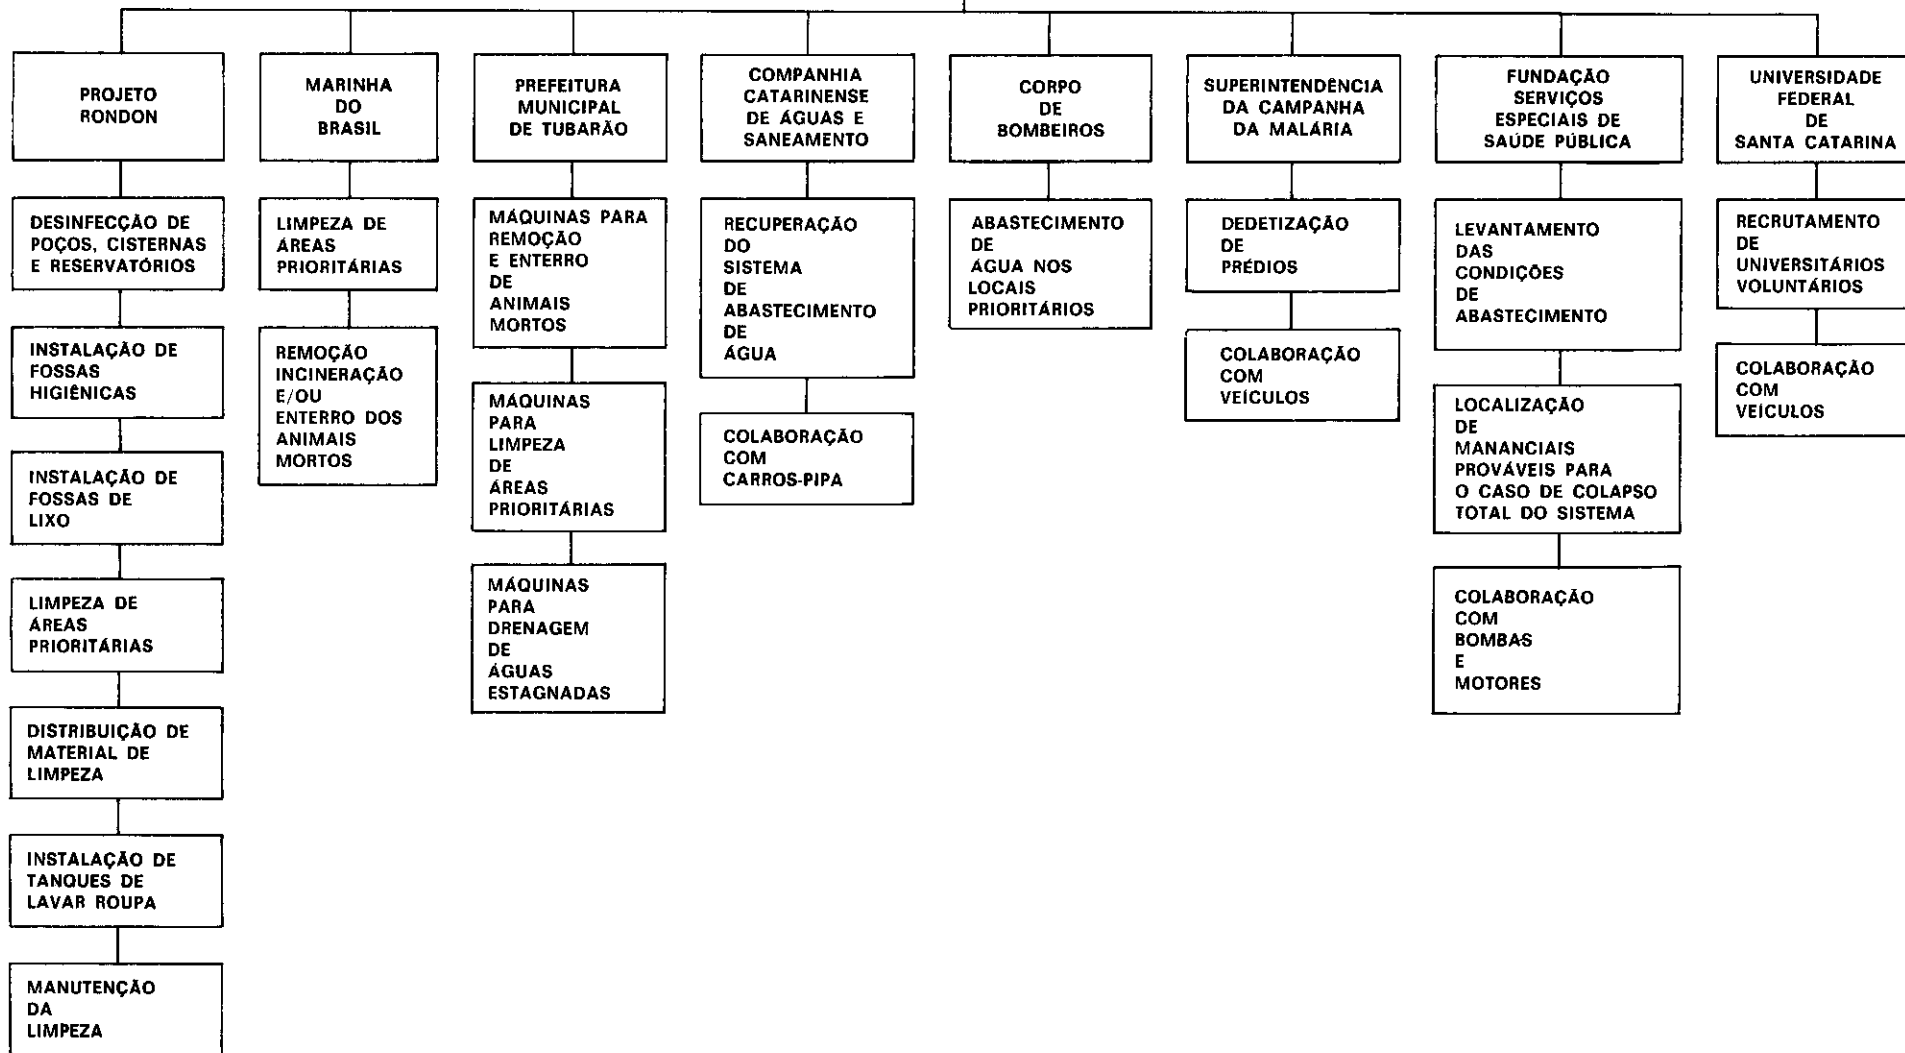 PROJETO
RONDON
DESINFECÇÃO DE
POÇOS, CISTERNAS
E RESERVATÓRIOS
INSTALAÇÃO DE
FOSSAS
HIGIÊNICAS
INSTALAÇÃO DE
FOSSAS DE
LIXO
LIMPEZA DE
ÁREAS
PRIORITÁRIAS
DISTRIBUIÇÃO DE
MATERIAL DE
LIMPEZA
INSTALAÇÃO DE
TANQUES DE
LAVAR ROUPA
MANUTENÇÃO
DA
LIMPEZA
MARINHA
DO
BRASIL
LIMPEZA DE
ÁREAS
PRIORITÁRIAS
REMOÇÃO
INCINERAÇÃO
E/OU
ENTERRO DOS
ANIMAIS
MORTOS
PREFEITURA
MUNICIPAL
DE TUBARÃO
MÁQUINAS PARA
REMOÇÃO
E ENTERRO
DE
ANIMAIS
MORTOS
MÁQUINAS
PARA
LIMPEZA
DE
ÁREAS
PRIORITÁRIAS
MÁQUINAS
PARA
DRENAGEM
DE
ÁGUAS
ESTAGNADAS
COMPANHIA
CATARINENSE
DE ÁGUAS E
SANEAMENTO
RECUPERAÇÃO
DO
SISTEMA
DE
ABASTECIMENTO
DE
ÁGUA
COLABORAÇÃO
COM
CARROS-PIPA
CORPO
DE
BOMBEIROS
ABASTECIMENTO
DE
ÁGUA NOS
LOCAIS
PRIORITÁRIOS
SUPERINTENDÊNCIA
DA CAMPANHA
DA MALÁRIA
DEDETIZAÇÃO
DE
PRÉDIOS
COLABORAÇÃO
COM
VEÍCULOS
FUNDAÇÃO
SERVIÇOS
ESPECIAIS DE
SAÚDE PÚBLICA
LEVANTAMENTO
DAS
CONDIÇÕES
DE
ABASTECIMENTO
LOCALIZAÇÃO
DE
MANANCIAIS
PROVÁVEIS PARA
O CASO DE COLAPSO
TOTAL DO SISTEMA
COLABORAÇÃO
COM
BOMBAS
E
MOTORES
UNIVERSIDADE
FEDERAL
DE
SANTA CATARINA
RECRUTAMENTO
DE
UNIVERSITÁRIOS
VOLUNTÁRIOS
COLABORAÇÃO
COM
VEÍCULOS